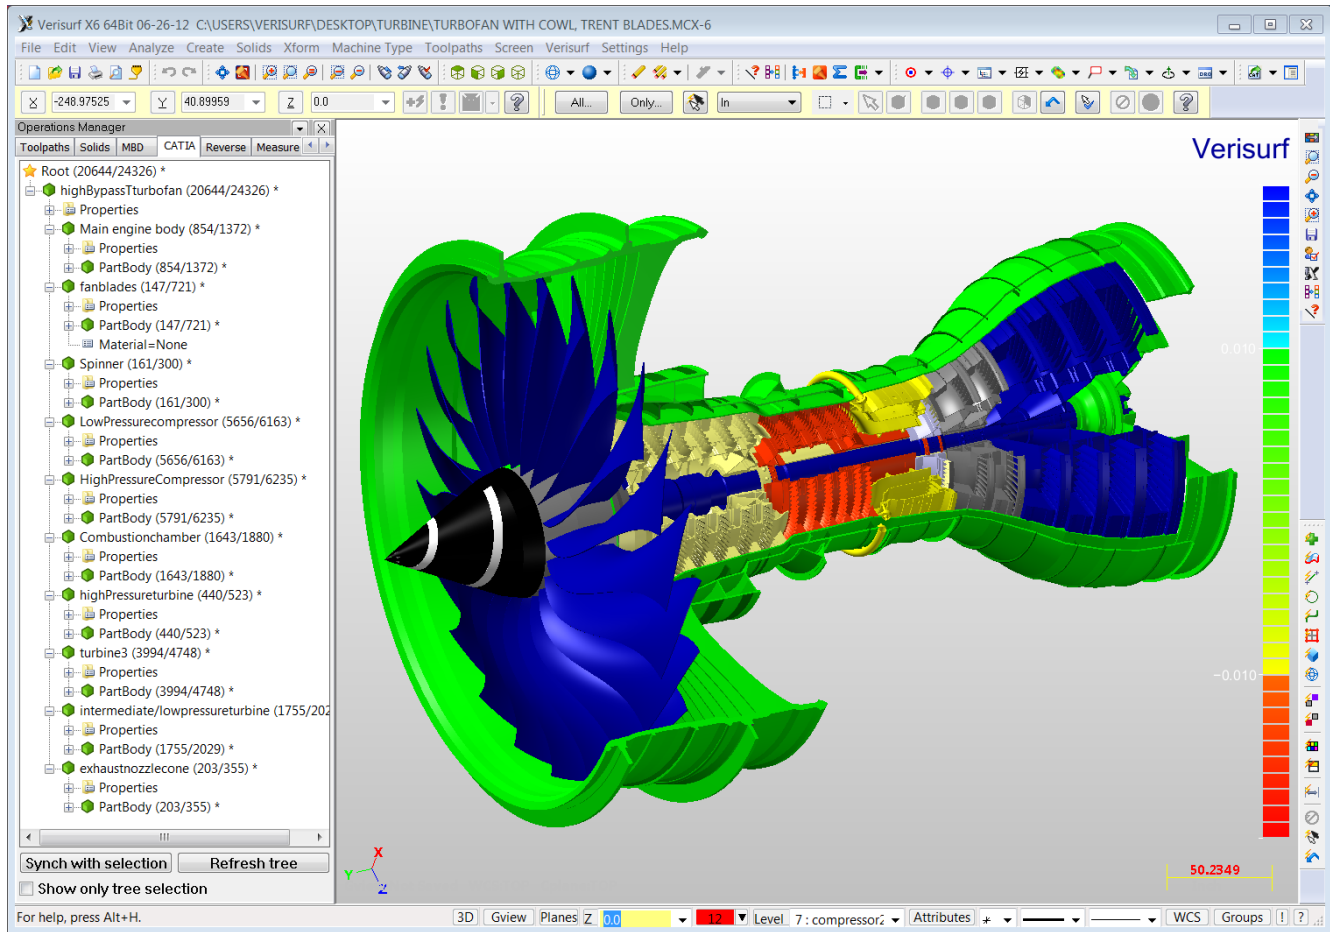 Verisurf X6 64Bit 06-26-12  C:\USERS\VERISURF\DESKTOP\TURBINE\TURBOFAN WITH COWL, TRENT BLADES.MCX-6
File Edit View Analyze Create Solids Xform Machine Type Toolpaths Screen Verisurf Settings Help
X -248.97525 Y 40.89959 Z 0.0 All... Only... In
Operations Manager
Toolpaths Solids MBD CATIA Reverse Measure
Root (20644/24326) *
highBypassTturbofan (20644/24326) *
Properties
Main engine body (854/1372) *
Properties
PartBody (854/1372) *
fanblades (147/721) *
Properties
PartBody (147/721) *
Material=None
Spinner (161/300) *
Properties
PartBody (161/300) *
LowPressurecompressor (5656/6163) *
Properties
PartBody (5656/6163) *
HighPressureCompressor (5791/6235) *
Properties
PartBody (5791/6235) *
Combustionchamber (1643/1880) *
Properties
PartBody (1643/1880) *
highPressureturbine (440/523) *
Properties
PartBody (440/523) *
turbine3 (3994/4748) *
Properties
PartBody (3994/4748) *
intermediate/lowpressureturbine (1755/202
Properties
PartBody (1755/2029) *
exhaustnozzlecone (203/355) *
Properties
PartBody (203/355) *
Synch with selection Refresh tree
Show only tree selection
Verisurf
0.010
-0.010
X
Y
Z
50.2349
For help, press Alt+H.
3D Gview Planes Z 0.0 12 Level 7 : compressor2 Attributes WCS Groups ! ?